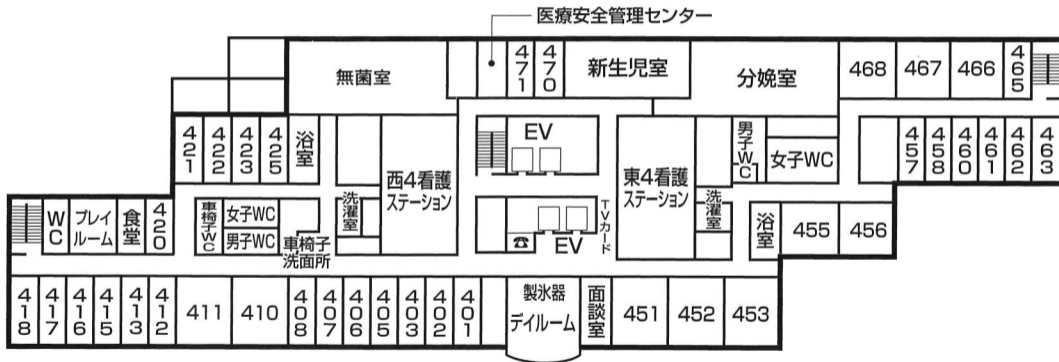 医療安全管理センター
無菌室
471
470
新生児室
分娩室
468
467
466
465
421
422
423
425
浴室
西4看護
ステーション
EV
東4看護
ステーション
男子WC
女子WC
457
458
460
461
462
463
WC
プレイ
ルーム
食堂
420
車椅子WC
女子WC
男子WC
車椅子
洗面所
洗濯室
☎
EV
TVカード
洗濯室
浴室
455
456
418
417
416
415
413
412
411
410
408
407
406
405
403
402
401
製氷器
デイルーム
面談室
451
452
453